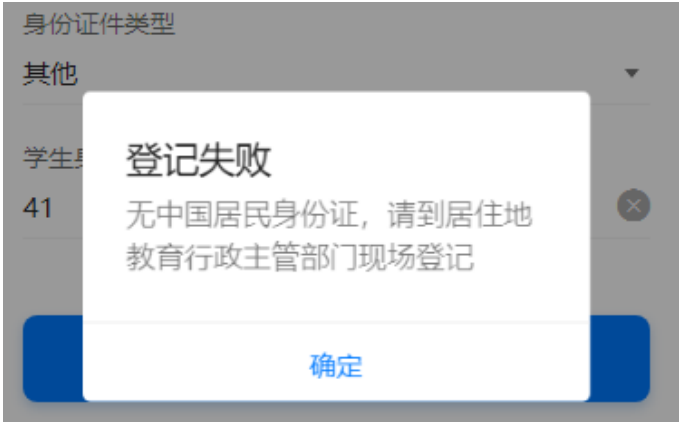 身份证件类型
其他
登记失败
学生
无中国居民身份证，请到居住地
41
教育行政主管部门现场登记
确定